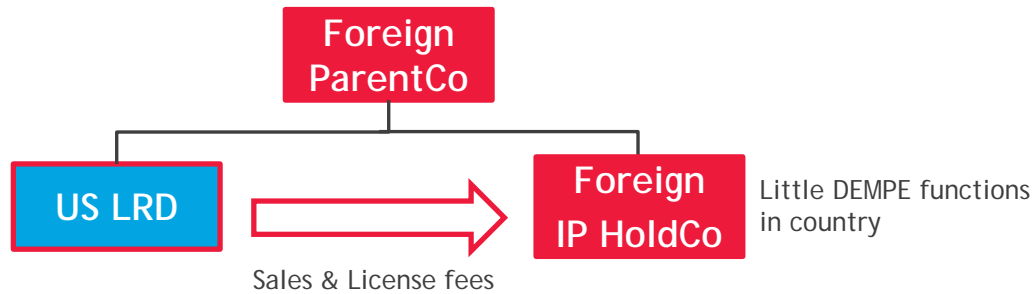 Foreign
ParentCo
US LRD
Foreign
IP HoldCo
Little DEMPE functions
in country
Sales & License fees